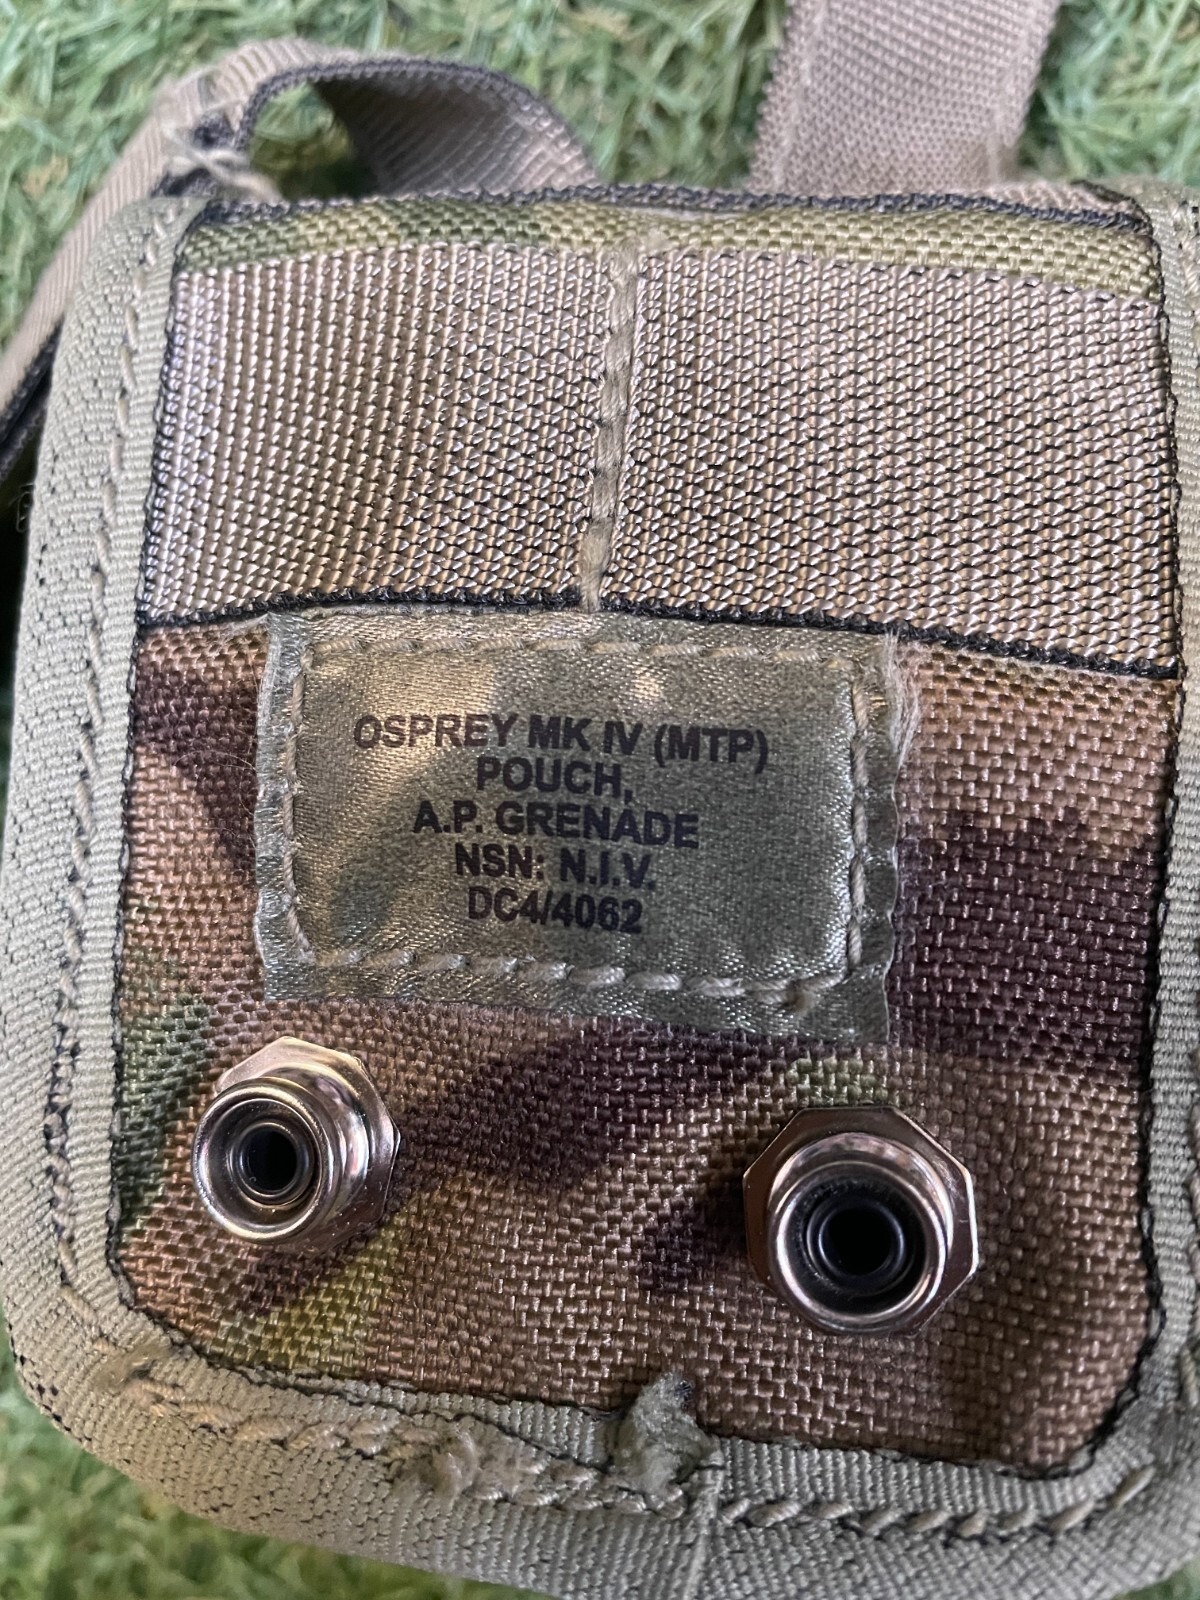 OSPREY MK IV (MTP)
POUCH,
A.P. GRENADE
NSN: N.I.V.
DC4/4062